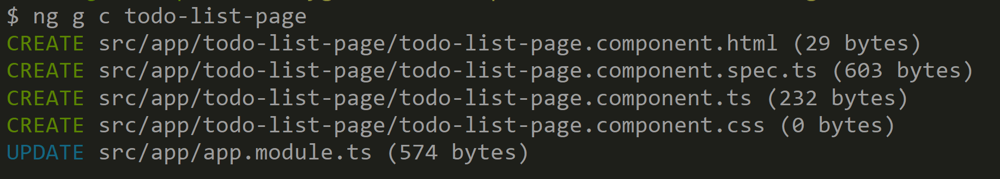 $ ng g c todo-list-page
CREATE src/app/todo-list-page/todo-list-page.component.html (29 bytes)
CREATE src/app/todo-list-page/todo-list-page.component.spec.ts (603 bytes)
CREATE src/app/todo-list-page/todo-list-page.component.ts (232 bytes)
CREATE src/app/todo-list-page/todo-list-page.component.css (0 bytes)
UPDATE src/app/app.module.ts (574 bytes)